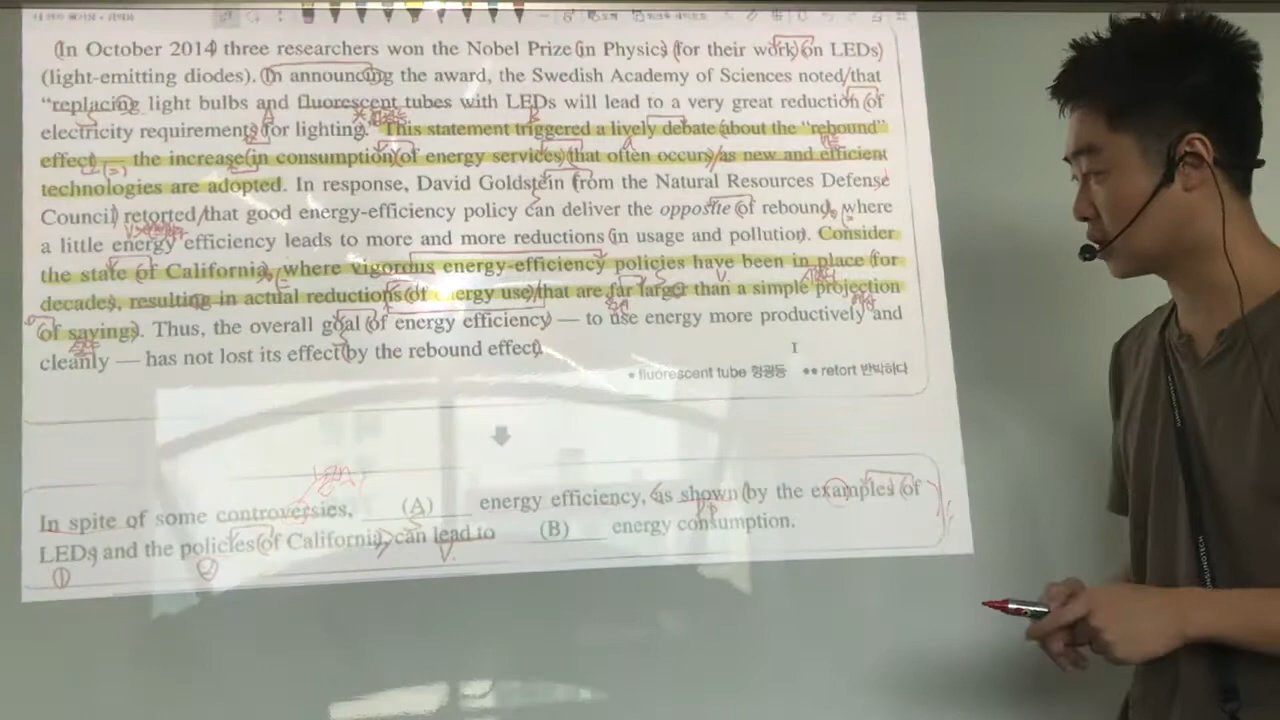 (In October 2014) three researchers won the Nobel Prize (in Physics) (for their work) (on LEDs)
(light-emitting diodes). (In announcing the award, the Swedish Academy of Sciences noted/that
“replacing light bulbs and fluorescent tubes with LEDs will lead to a very great reduction (of
electricity requirements (for lighting.” This statement triggered a lively debate (about the “rebound”
effect) — the increase (in consumption) (of energy services) (that often occurs)/as new and efficient
technologies are adopted. In response, David Goldstein (from the Natural Resources Defense
Council) retorted/that good energy-efficiency policy can deliver the opposite (of rebound), where
a little energy efficiency leads to more and more reductions (in usage and pollution). Consider
the state (of California), where vigorous energy-efficiency policies have been in place (for
decades), resulting in actual reductions (of energy use)/that are far larger than a simple projection
(of savings). Thus, the overall goal (of energy efficiency — to use energy more productively and
cleanly — has not lost its effect (by the rebound effect).
* fluorescent tube 형광등 ** retort 반박하다
In spite of some controversies, (A) energy efficiency, (as shown (by the examples (of
LEDs and the policies (of California), can lead to (B) energy consumption.
① ②
V
PP